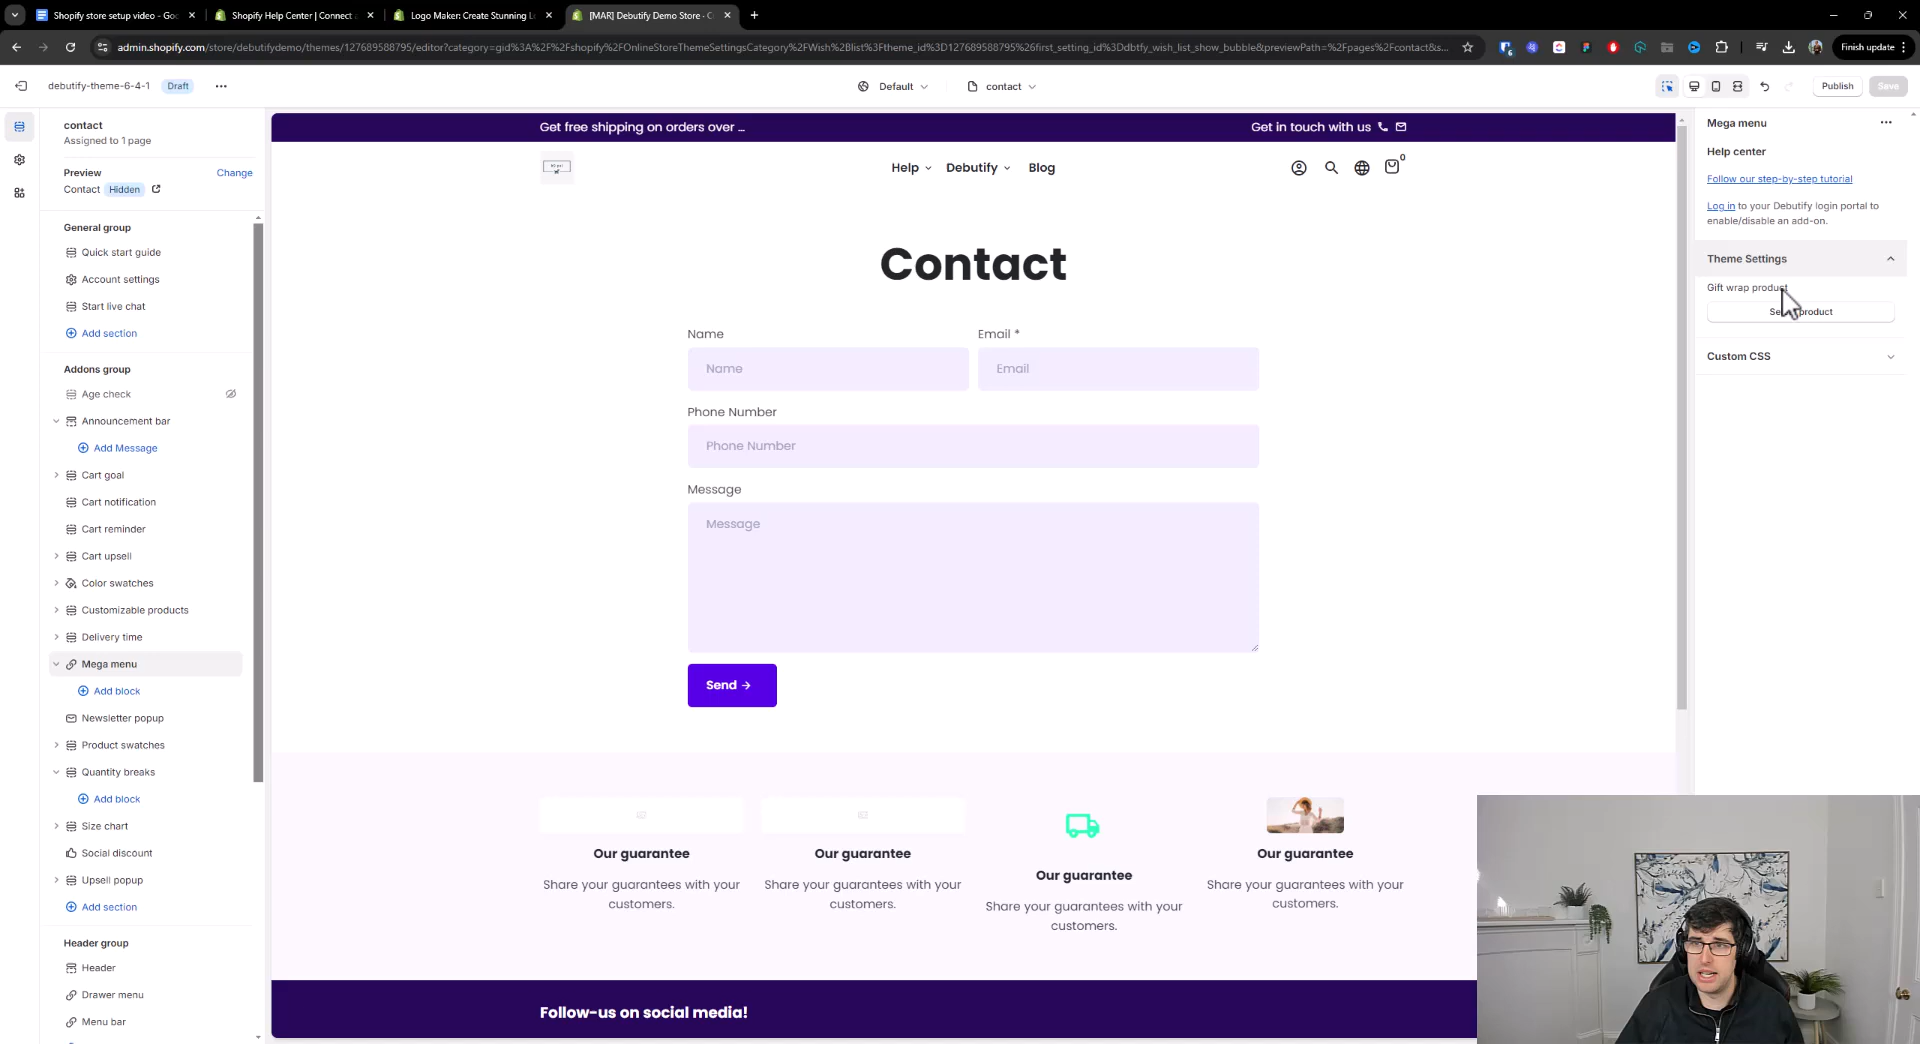 Shopify store setup video - Goo
Shopify Help Center | Connect a
Logo Maker: Create Stunning L
[MAR] Debutify Demo Store · C
admin.shopify.com/store/debutifydemo/themes/127689588795/editor?category=gid%3A%2F%2Fshopify%2FOnlineStoreThemeSettingsCategory%2FWish%2Blist%3Ftheme_id%3D127689588795%26first_setting_id%3Ddbtfy_wish_list_show_bubble&previewPath=%2Fpages%2Fcontact&s...
Finish update
debutify-theme-6-4-1
Draft
Default
contact
Publish
Save
contact
Assigned to 1 page
Preview
Change
Contact
Hidden
General group
Quick start guide
Account settings
Start live chat
Add section
Addons group
Age check
Announcement bar
Add Message
Cart goal
Cart notification
Cart reminder
Cart upsell
Color swatches
Customizable products
Delivery time
Mega menu
Add block
Newsletter popup
Product swatches
Quantity breaks
Add block
Size chart
Social discount
Upsell popup
Add section
Header group
Header
Drawer menu
Menu bar
Get free shipping on orders over ...
Get in touch with us
Help
Debutify
Blog
0
Contact
Name
Email *
Name
Email
Phone Number
Phone Number
Message
Message
Send →
Our guarantee
Share your guarantees with your
customers.
Our guarantee
Share your guarantees with your
customers.
Our guarantee
Share your guarantees with your
customers.
Our guarantee
Share your guarantees with your
customers.
Follow-us on social media!
Mega menu
Help center
Follow our step-by-step tutorial
Log in to your Debutify login portal to
enable/disable an add-on.
Theme Settings
Gift wrap product
product
Custom CSS